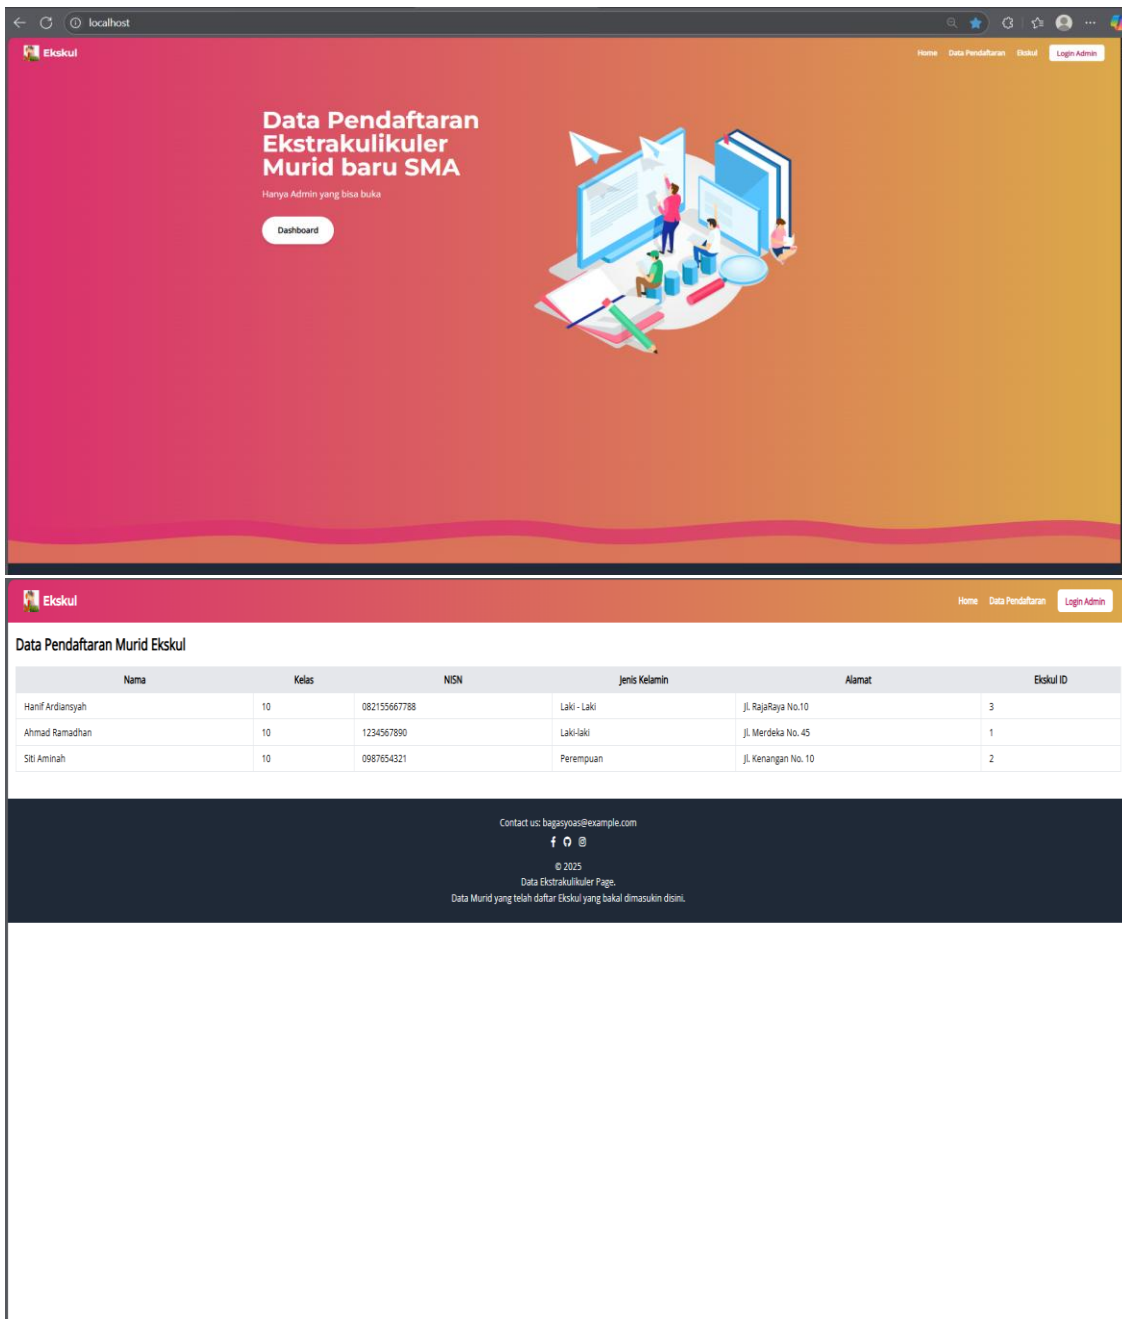 localhost
Ekskul
Home Data Pendaftaran Ekskul Login Admin
Data Pendaftaran
Ekstrakulikuler
Murid baru SMA
Hanya Admin yang bisa buka
Dashboard
Ekskul
Home Data Pendaftaran Login Admin
Data Pendaftaran Murid Ekskul
Nama Kelas NISN Jenis Kelamin Alamat Ekskul ID
Hanif Ardiansyah 10 082155667788 Laki - Laki Jl. RajaRaya No.10 3
Ahmad Ramadhan 10 1234567890 Laki-laki Jl. Merdeka No. 45 1
Siti Aminah 10 0987654321 Perempuan Jl. Kenangan No. 10 2
Contact us: bagasyoas@example.com
© 2025
Data Ekstrakulikuler Page.
Data Murid yang telah daftar Ekskul yang bakal dimasukin disini.